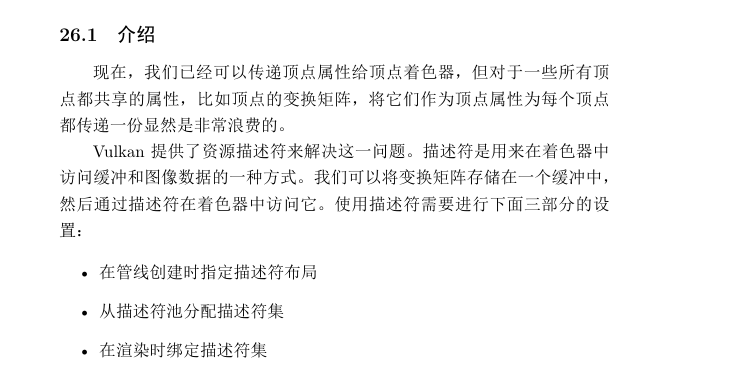 26.1 介绍
现在，我们已经可以传递顶点属性给顶点着色器，但对于一些所有顶
点都共享的属性，比如顶点的变换矩阵，将它们作为顶点属性为每个顶点
都传递一份显然是非常浪费的。
Vulkan 提供了资源描述符来解决这一问题。描述符是用来在着色器中
访问缓冲和图像数据的一种方式。我们可以将变换矩阵存储在一个缓冲中，
然后通过描述符在着色器中访问它。使用描述符需要进行下面三部分的设
置：
• 在管线创建时指定描述符布局
• 从描述符池分配描述符集
• 在渲染时绑定描述符集